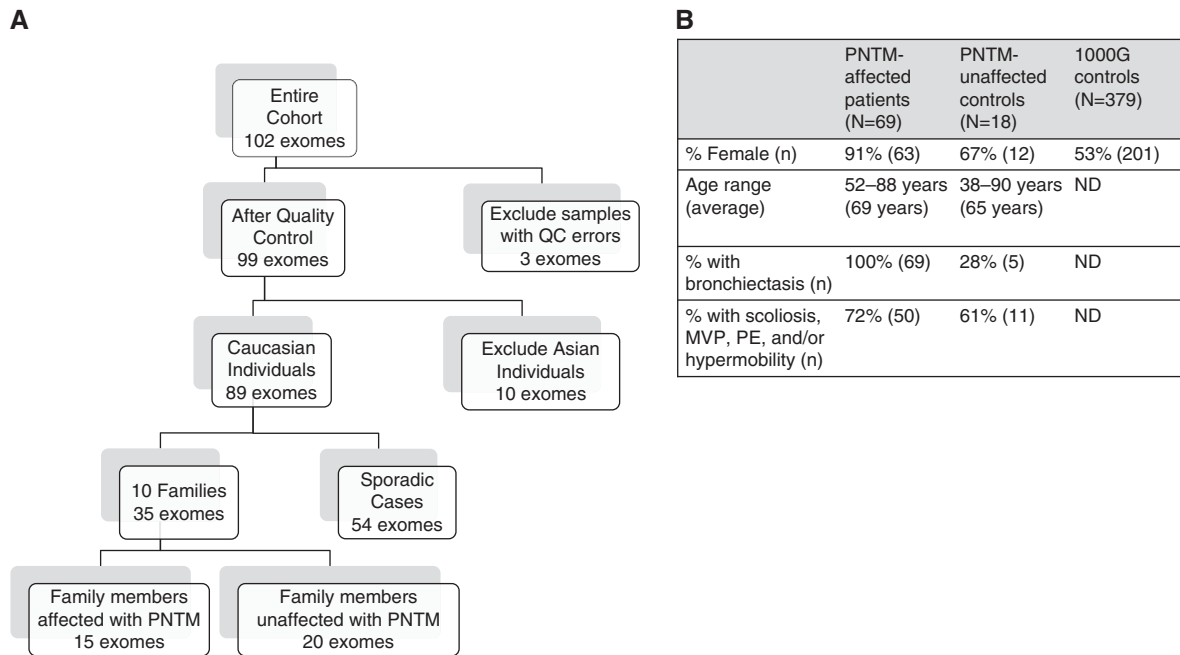 A
Entire
Cohort
102 exomes
After Quality
Control
99 exomes
Exclude samples
with QC errors
3 exomes
Caucasian
Individuals
89 exomes
Exclude Asian
Individuals
10 exomes
10 Families
35 exomes
Sporadic
Cases
54 exomes
Family members
affected with PNTM
15 exomes
Family members
unaffected with PNTM
20 exomes
B
PNTM-
affected
patients
(N=69)
PNTM-
unaffected
controls
(N=18)
1000G
controls
(N=379)
% Female (n)
91% (63)
67% (12)
53% (201)
Age range
(average)
52–88 years
(69 years)
38–90 years
(65 years)
ND
% with
bronchiectasis (n)
100% (69)
28% (5)
ND
% with scoliosis,
MVP, PE, and/or
hypermobility (n)
72% (50)
61% (11)
ND